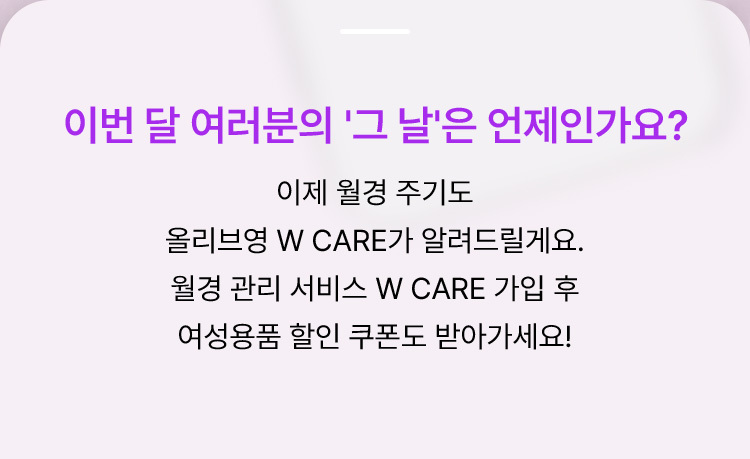 이번 달 여러분의 '그 날'은 언제인가요?
이제 월경 주기도
올리브영 W CARE가 알려드릴게요.
월경 관리 서비스 W CARE 가입 후
여성용품 할인 쿠폰도 받아가세요!